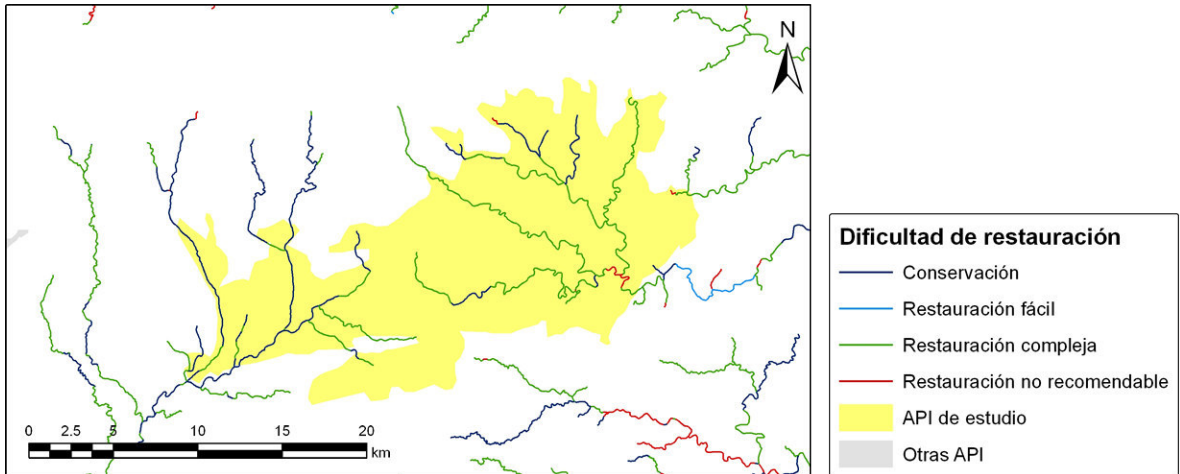 N
0 2.5 5 10 15 20
km
Dificultad de restauración
Conservación
Restauración fácil
Restauración compleja
Restauración no recomendable
API de estudio
Otras API